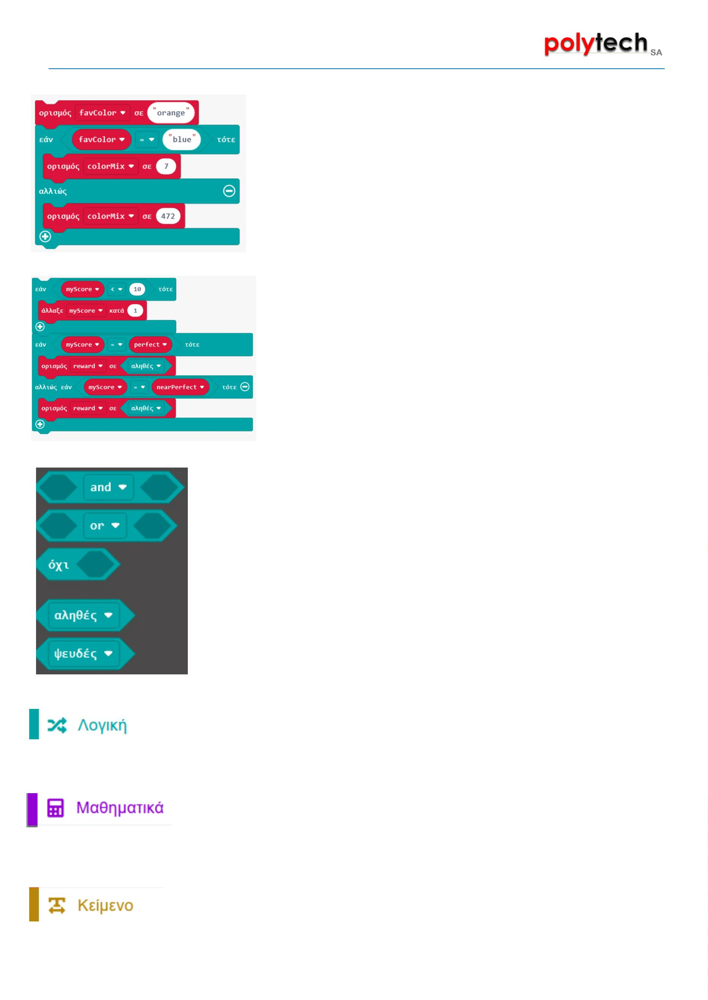 polytech SA
ορισμός favColor σε "orange"
εάν favColor = "blue" τότε
ορισμός colorMix σε 7
αλλιώς
ορισμός colorMix σε 472
εάν myScore < 10 τότε
άλλαξε myScore κατά 1
εάν myScore = perfect τότε
ορισμός reward σε αληθές
αλλιώς εάν myScore = nearPerfect τότε
ορισμός reward σε αληθές
and
or
όχι
αληθές
ψευδές
Λογική
Μαθηματικά
Κείμενο